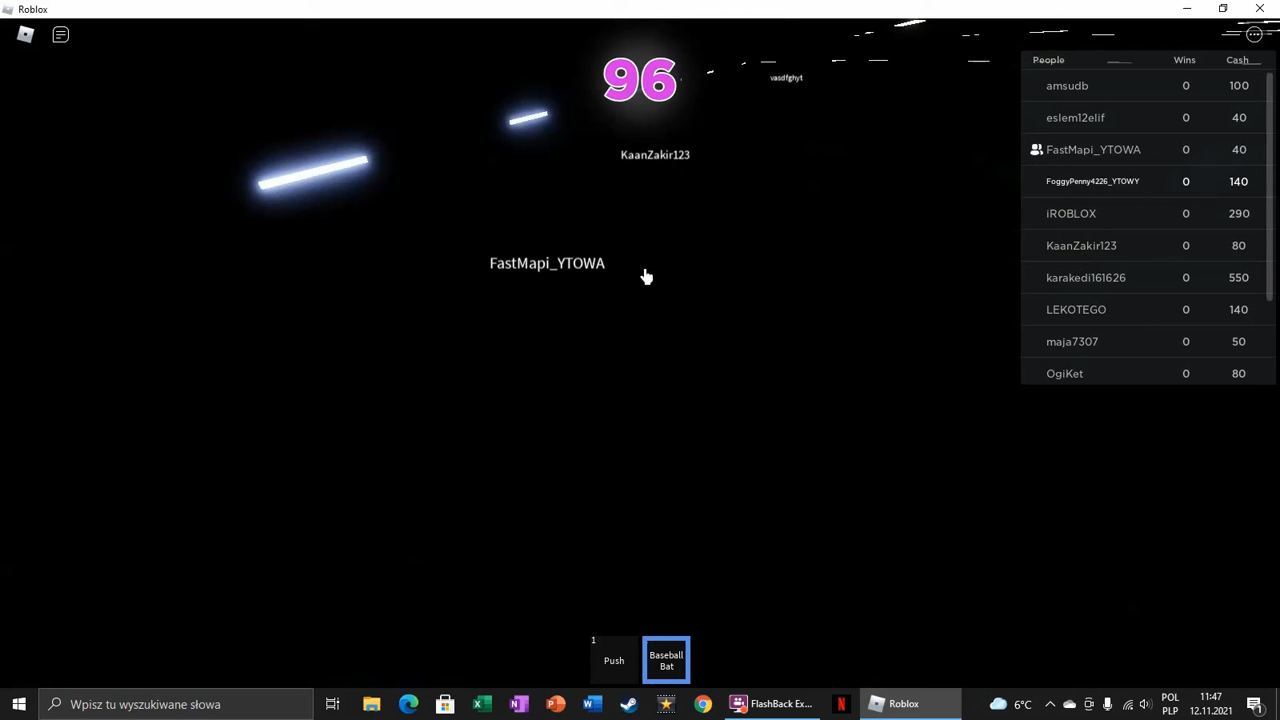 Roblox
96
vasdfghyt
KaanZakir123
FastMapi_YTOWA
People Wins Cash
amsudb 0 100
eslem12elif 0 40
FastMapi_YTOWA 0 40
FoggyPenny4226_YTOWY 0 140
iROBLOX 0 290
KaanZakir123 0 80
karakedi161626 0 550
LEKOTEGO 0 140
maja7307 0 50
OgiKet 0 80
1
Push
Baseball
Bat
Wpisz tu wyszukiwane słowa
FlashBack Ex...
Roblox
6°C
POL
PLP
11:47
12.11.2021